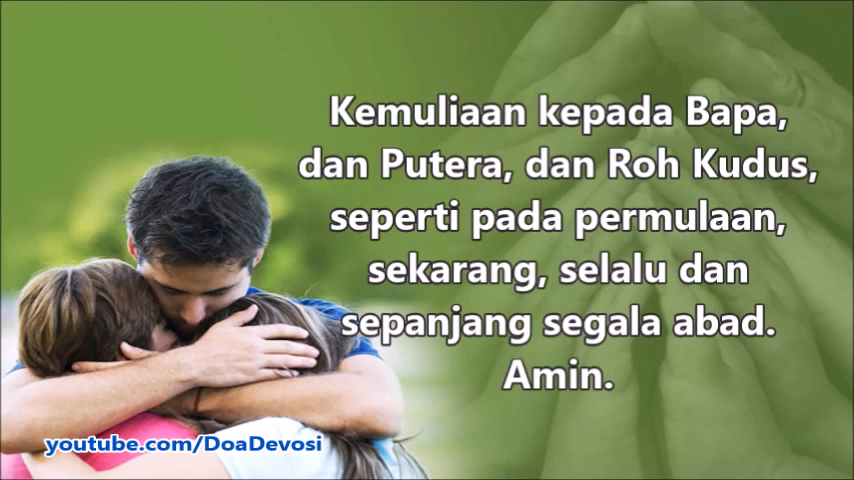 Kemuliaan kepada Bapa,
dan Putera, dan Roh Kudus,
seperti pada permulaan,
sekarang, selalu dan
sepanjang segala abad.
Amin.
youtube.com/DoaDevosi